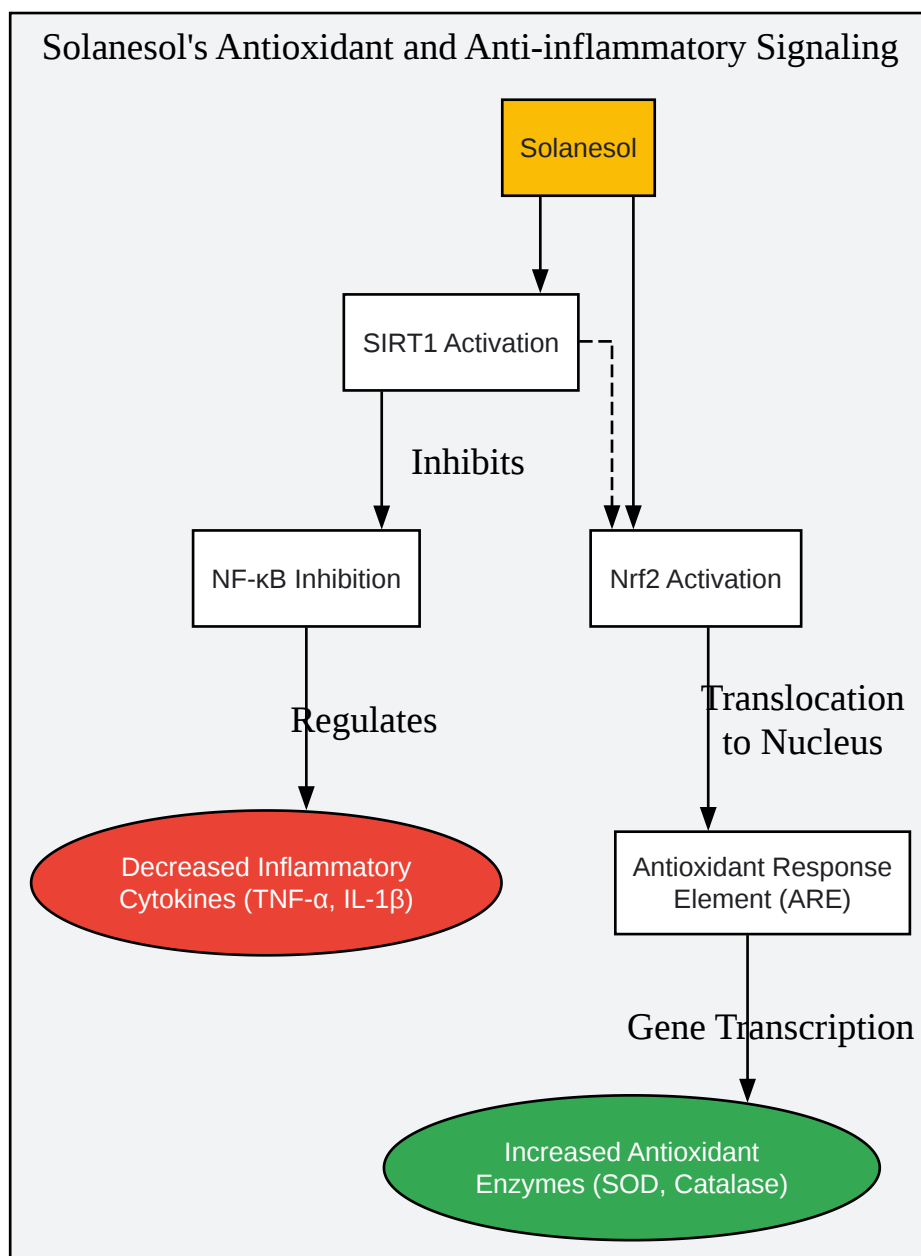 Solanesol's Antioxidant and Anti-inflammatory Signaling
Solanesol
SIRT1 Activation
Inhibits
NF-κB Inhibition
Nrf2 Activation
Regulates
Translocation
to Nucleus
Decreased Inflammatory
Cytokines (TNF-α, IL-1β)
Antioxidant Response
Element (ARE)
Gene Transcription
Increased Antioxidant
Enzymes (SOD, Catalase)